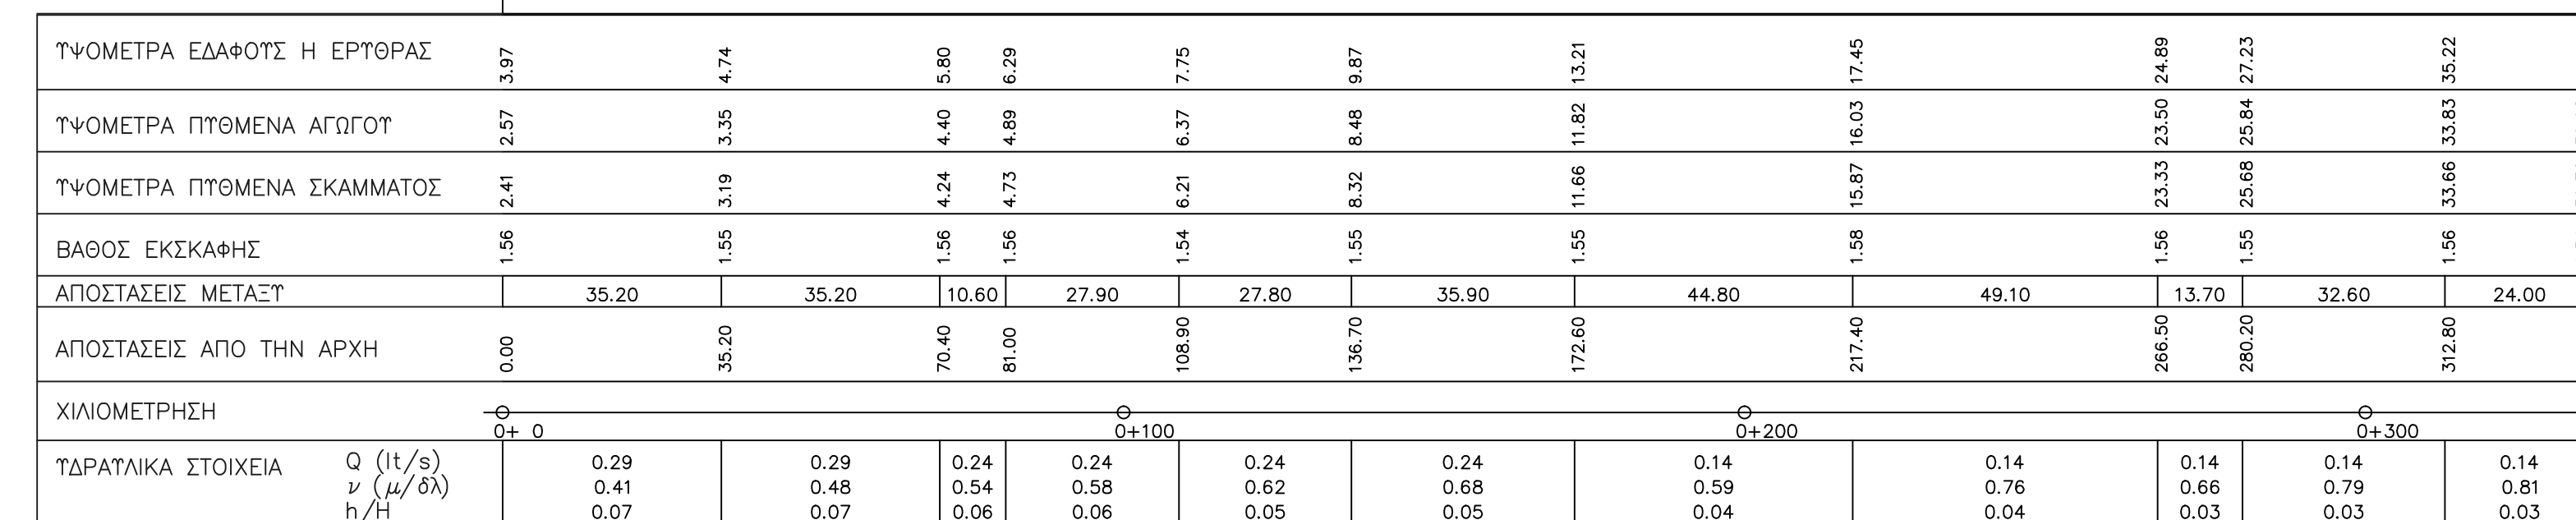 ΥΨΟΜΕΤΡΑ ΕΔΑΦΟΥΣ Η ΕΡΥΘΡΑΣ 3.97 4.74 5.80 6.29 7.75 9.87 13.21 17.45 24.89 27.23 35.22
ΥΨΟΜΕΤΡΑ ΠΥΘΜΕΝΑ ΑΓΩΓΟΥ 2.57 3.35 4.40 4.89 6.37 8.48 11.82 16.03 23.50 25.84 33.83
ΥΨΟΜΕΤΡΑ ΠΥΘΜΕΝΑ ΣΚΑΜΜΑΤΟΣ 2.41 3.19 4.24 4.73 6.21 8.32 11.66 15.87 23.33 25.68 33.66
ΒΑΘΟΣ ΕΚΣΚΑΦΗΣ 1.56 1.55 1.56 1.56 1.54 1.55 1.55 1.58 1.56 1.55 1.56
ΑΠΟΣΤΑΣΕΙΣ ΜΕΤΑΞΥ 35.20 35.20 10.60 27.90 27.80 35.90 44.80 49.10 13.70 32.60 24.00
ΑΠΟΣΤΑΣΕΙΣ ΑΠΟ ΤΗΝ ΑΡΧΗ 0.00 35.20 70.40 81.00 108.90 136.70 172.60 217.40 266.50 280.20 312.80
ΧΙΛΙΟΜΕΤΡΗΣΗ
0+ 0 0+100 0+200 0+300
ΥΔΡΑΥΛΙΚΑ ΣΤΟΙΧΕΙΑ Q (lt/s) 0.29 0.29 0.24 0.24 0.24 0.24 0.14 0.14 0.14 0.14 0.14
ν (μ/δλ) 0.41 0.48 0.54 0.58 0.62 0.68 0.59 0.76 0.66 0.79 0.81
h/H 0.07 0.07 0.06 0.06 0.05 0.05 0.04 0.04 0.03 0.03 0.03